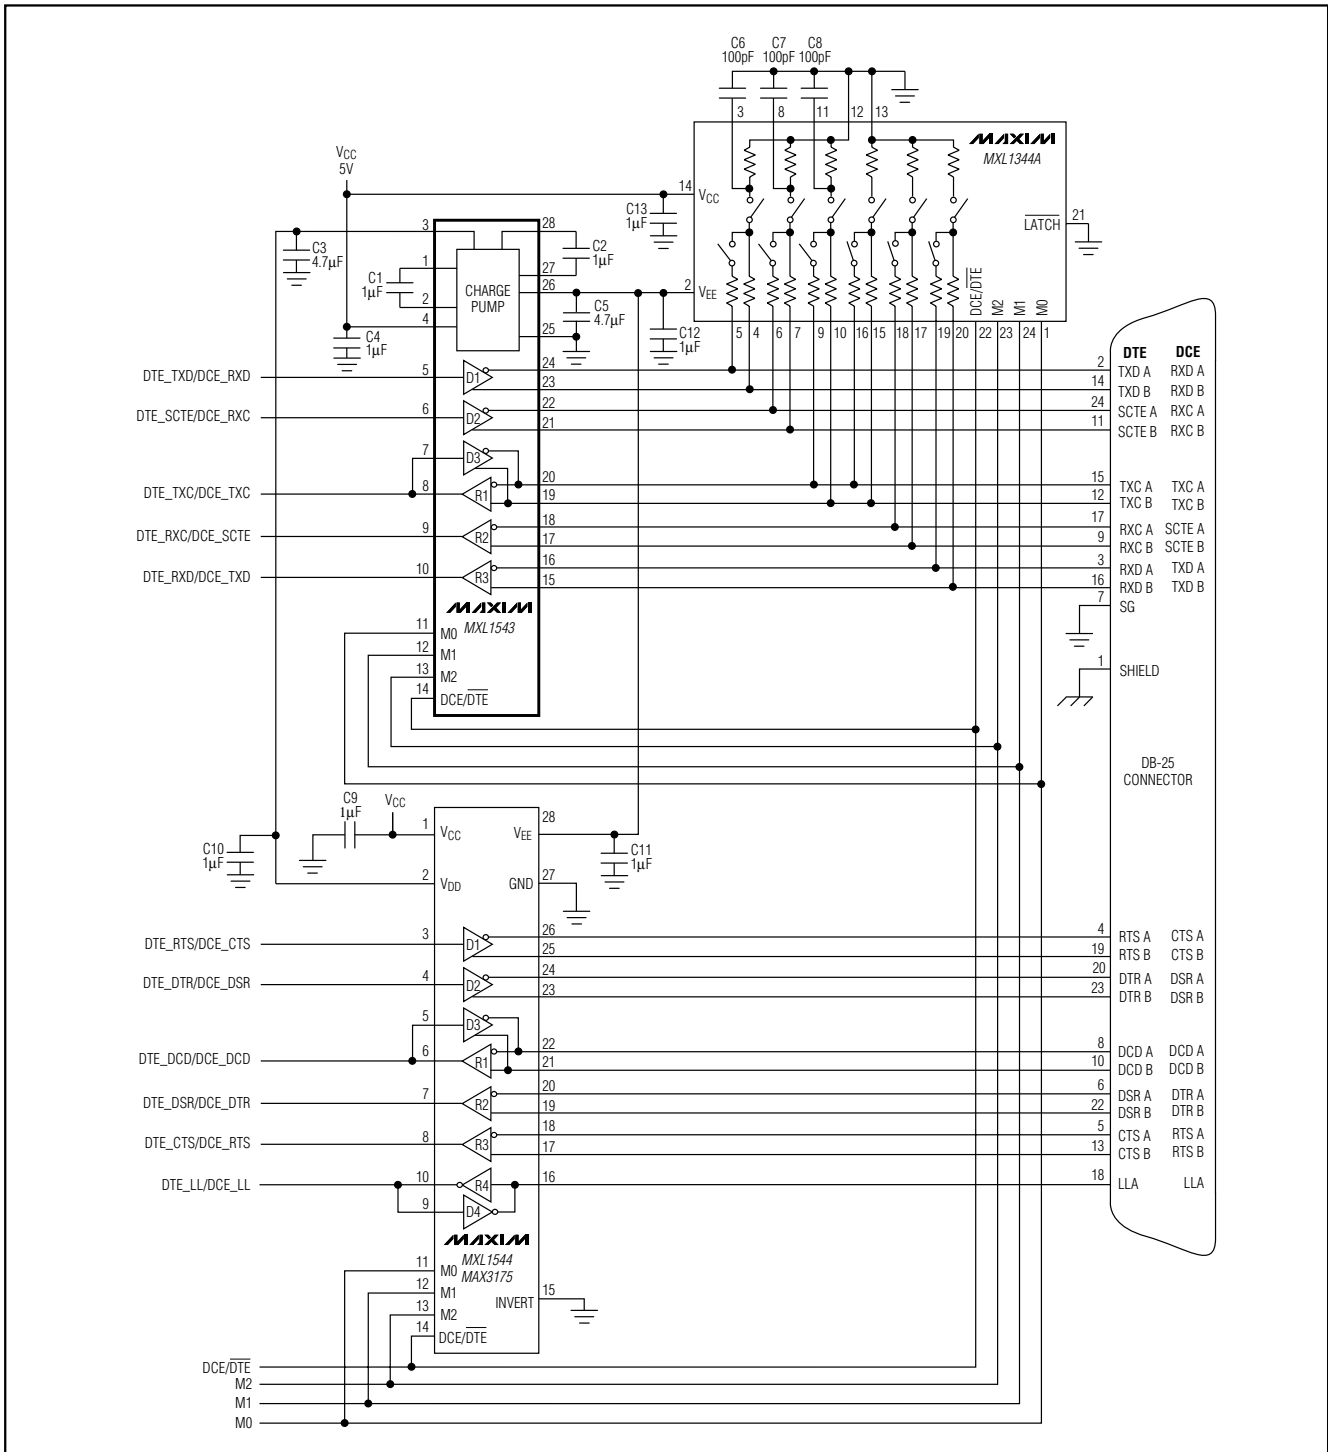 C6 C7 C8
100pF 100pF 100pF
3 8 11 12 13
MAXIM
MXL1344A
VCC
5V
14 VCC
C13
1µF
LATCH 21
3 28
C3
4.7µF
C2
1µF
1 27
C1
1µF
CHARGE
PUMP
26 2 VEE
2
C5
4.7µF
4 25
C4
1µF
C12
1µF
DCE/DTE M2 M1 M0
5 4 6 7 9 10 16 15 18 17 19 20 22 23 24 1
DTE DCE
DTE_TXD/DCE_RXD 5 D1 24 2 TXD A RXD A
23 14 TXD B RXD B
DTE_SCTE/DCE_RXC 6 D2 22 24 SCTE A RXC A
21 11 SCTE B RXC B
7 D3
DTE_TXC/DCE_TXC 8 R1 20 15 TXC A TXC A
19 12 TXC B TXC B
DTE_RXC/DCE_SCTE 9 R2 18 17 RXC A SCTE A
17 9 RXC B SCTE B
DTE_RXD/DCE_TXD 10 R3 16 3 RXD A TXD A
15 16 RXD B TXD B
7 SG
MAXIM
MXL1543
11 M0
12 M1
13 M2
14 DCE/DTE
1 SHIELD
DB-25
CONNECTOR
C9
1µF
VCC
1 VCC VEE 28
C10
1µF
C11
1µF
2 VDD GND 27
DTE_RTS/DCE_CTS 3 D1 26 4 RTS A CTS A
25 19 RTS B CTS B
DTE_DTR/DCE_DSR 4 D2 24 20 DTR A DSR A
23 23 DTR B DSR B
5 D3
DTE_DCD/DCE_DCD 6 R1 22 8 DCD A DCD A
21 10 DCD B DCD B
DTE_DSR/DCE_DTR 7 R2 20 6 DSR A DTR A
19 22 DSR B DTR B
DTE_CTS/DCE_RTS 8 R3 18 5 CTS A RTS A
17 13 CTS B RTS B
DTE_LL/DCE_LL 10 R4 16 18 LLA LLA
9 D4
MAXIM
MXL1544
MAX3175
11 M0
12 M1
INVERT 15
13 M2
14 DCE/DTE
DCE/DTE
M2
M1
M0